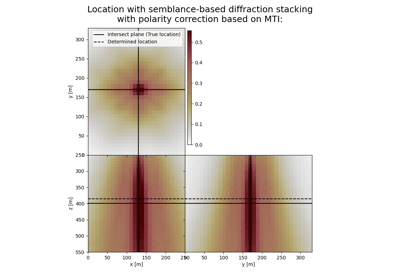 Location with semblance-based diffraction stacking
with polarity correction based on MTI:
Intersect plane (True location)
Determined location
300
250
200
150
100
50
0
y [m]
0.5
0.4
0.3
0.2
0.1
0.0
250
300
350
400
450
500
550
z [m]
0 50 100 150 200
x [m]
50 100 150 200 250 300
y [m]